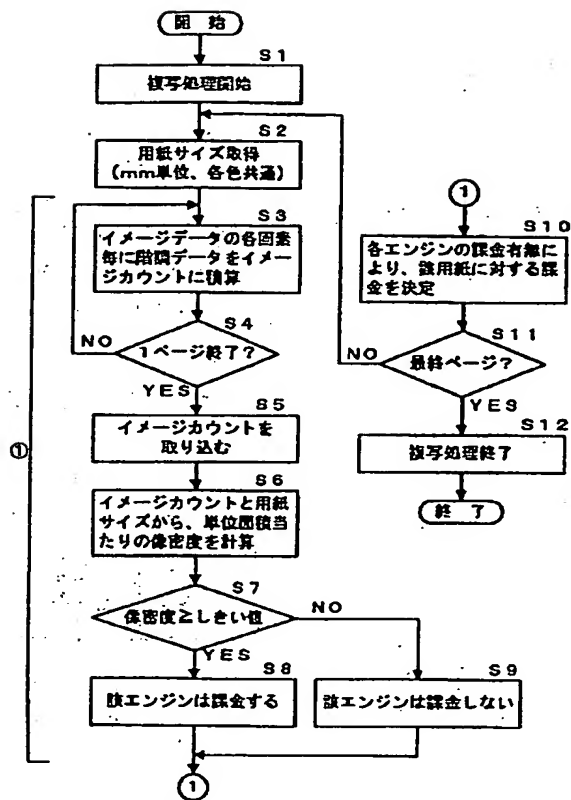 開 始
S1
複写処理開始
S2
用紙サイズ取得
(mm単位、各色共通)
S3
イメージデータの各画素
毎に階調データをイメー
ジカウントに積算
S4
1ページ終了?
NO
YES
S5
イメージカウントを
取り込む
S6
イメージカウントと用紙
サイズから、単位面積当
たりの像密度を計算
S7
像密度≧しきい値
NO
YES
S8
該エンジンは課金する
S9
該エンジンは課金しない
①
①
①
S10
各エンジンの課金有無に
より、該用紙に対する課
金を決定
S11
最終ページ?
NO
YES
S12
複写処理終了
終 了